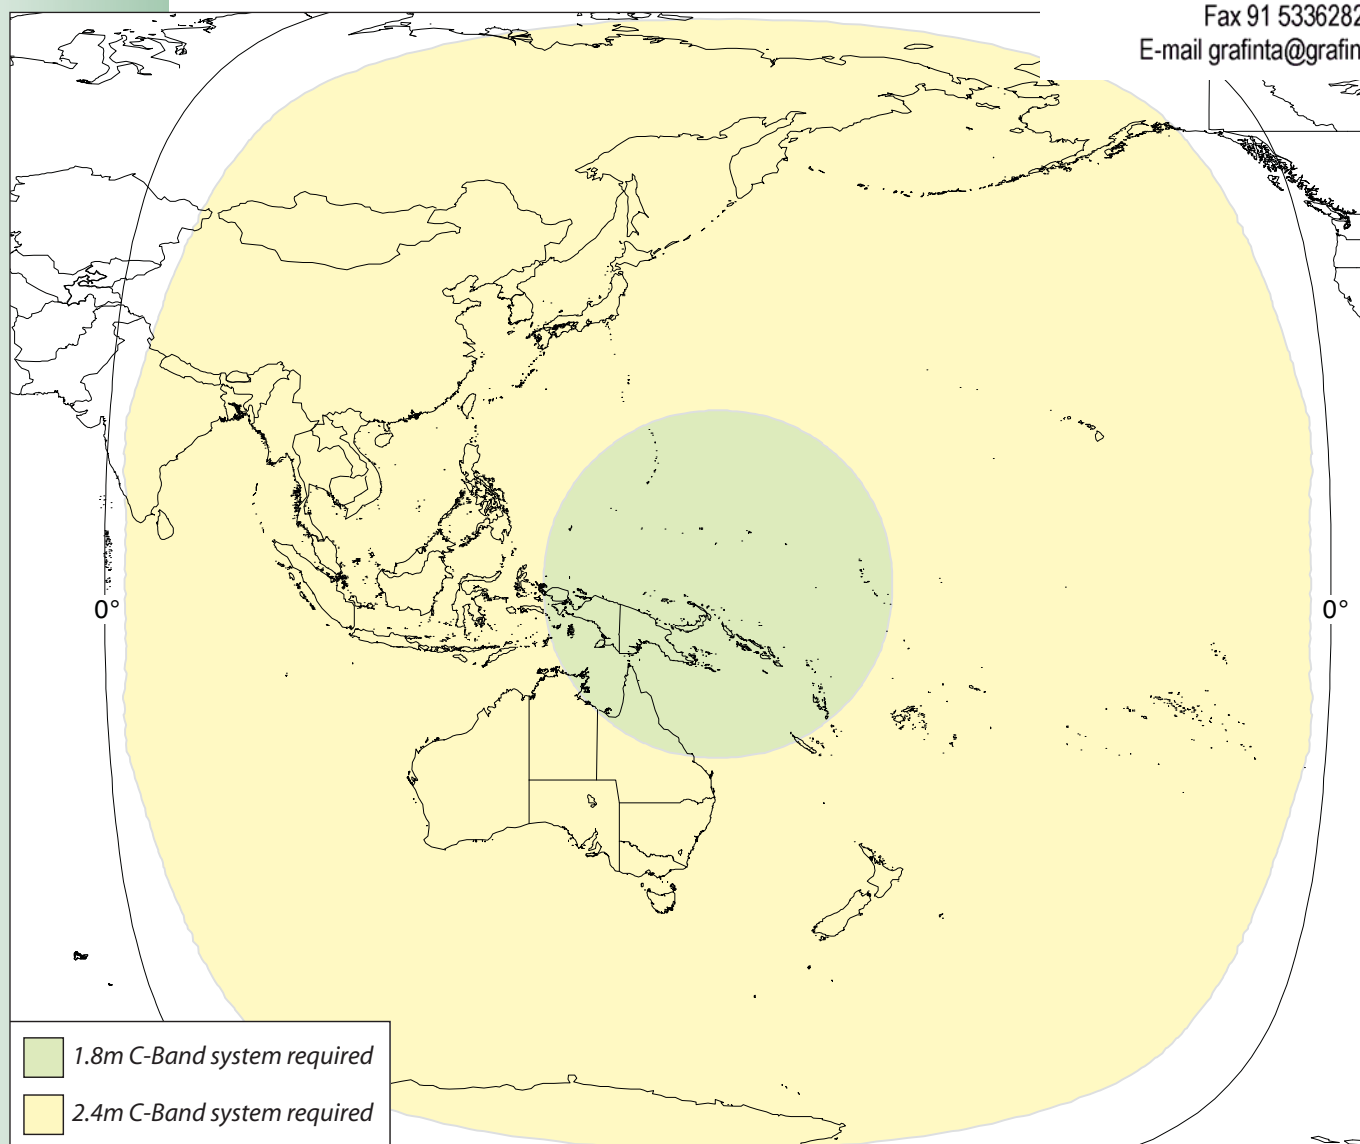 Fax 91 5336282
E-mail grafinta@grafin
0°
0°
1.8m C-Band system required
2.4m C-Band system required